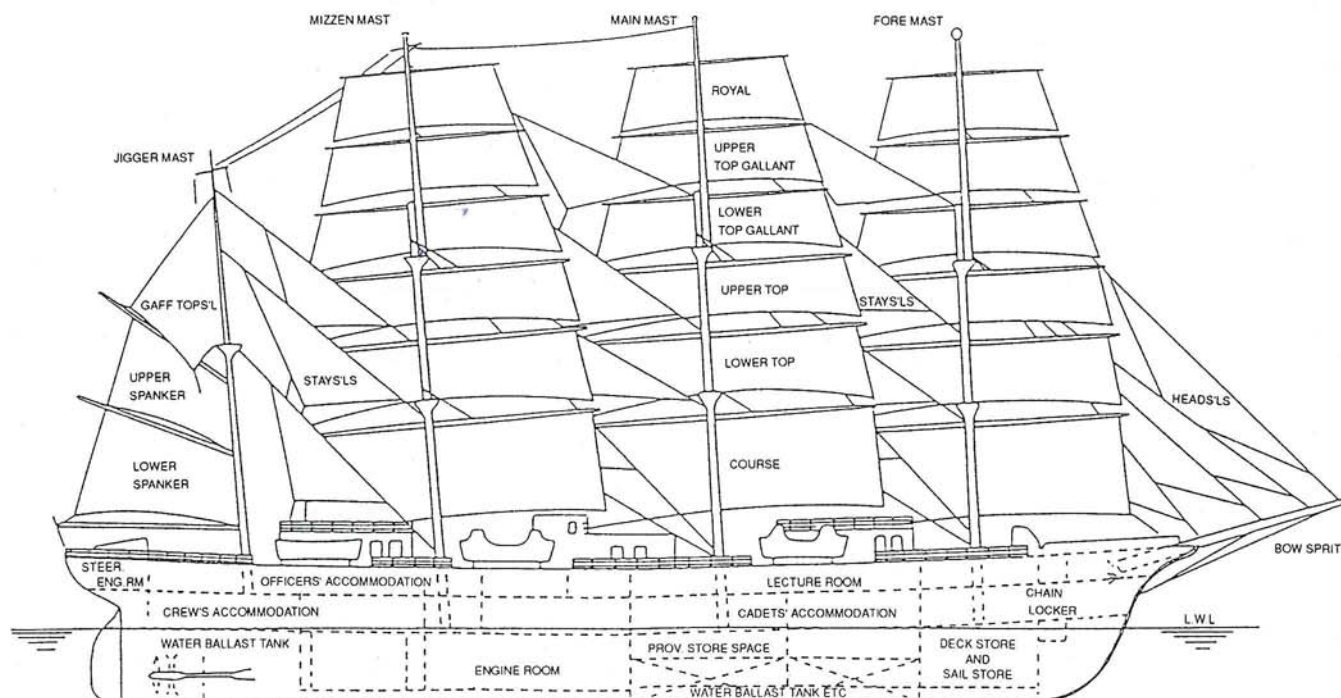 MIZZEN MAST
MAIN MAST
FORE MAST
JIGGER MAST
ROYAL
UPPER
TOP GALLANT
LOWER
TOP GALLANT
GAFF TOPS'L
UPPER TOP
STAYS'LS
LOWER TOP
UPPER
SPANKER
STAYS'LS
HEADS'LS
LOWER
SPANKER
COURSE
BOW SPRIT
STEER.
ENG.RM
OFFICERS' ACCOMMODATION
LECTURE ROOM
CREW'S ACCOMMODATION
CADETS' ACCOMMODATION
CHAIN
LOCKER
L.W.L
WATER BALLAST TANK
ENGINE ROOM
PROV. STORE SPACE
DECK STORE
AND
SAIL STORE
WATER BALLAST TANK ETC